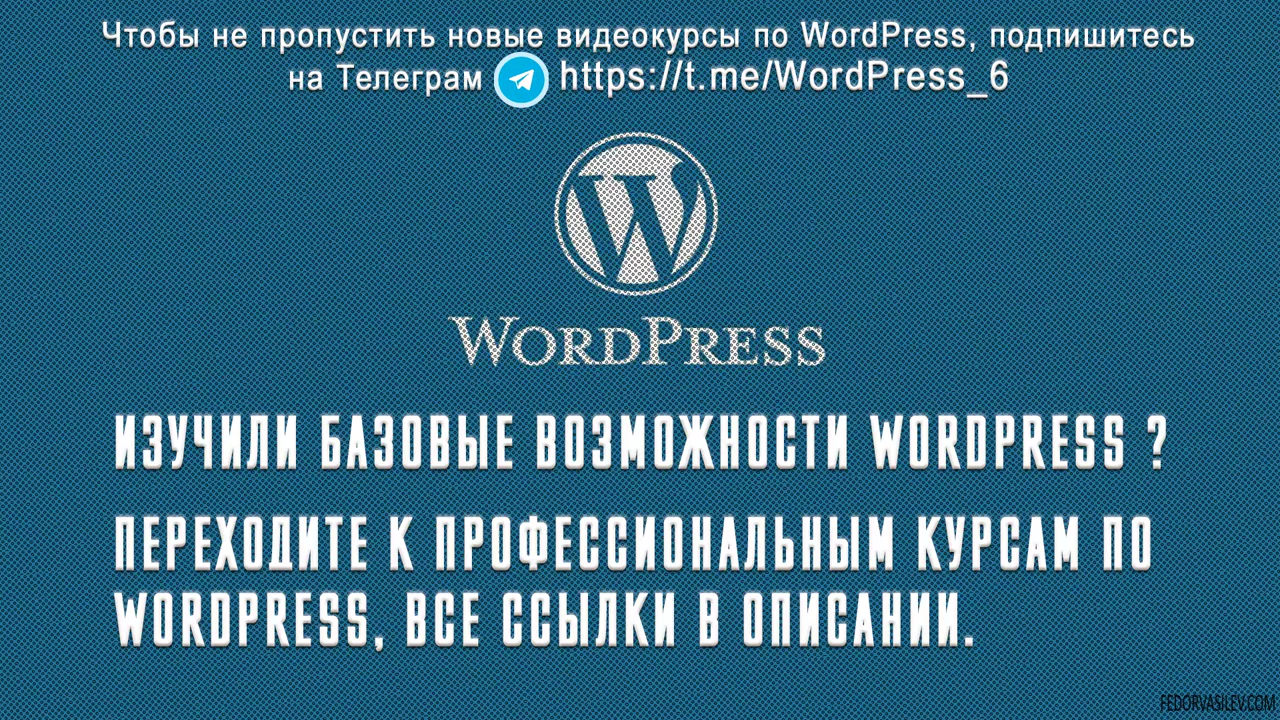 Чтобы не пропустить новые видеокурсы по WordPress, подпишитесь
на Телеграм https://t.me/WordPress_6
WORDPRESS
ИЗУЧИЛИ БАЗОВЫЕ ВОЗМОЖНОСТИ WORDPRESS ?
ПЕРЕХОДИТЕ К ПРОФЕССИОНАЛЬНЫМ КУРСАМ ПО
WORDPRESS, ВСЕ ССЫЛКИ В ОПИСАНИИ.
FEDORVASILEV.COM